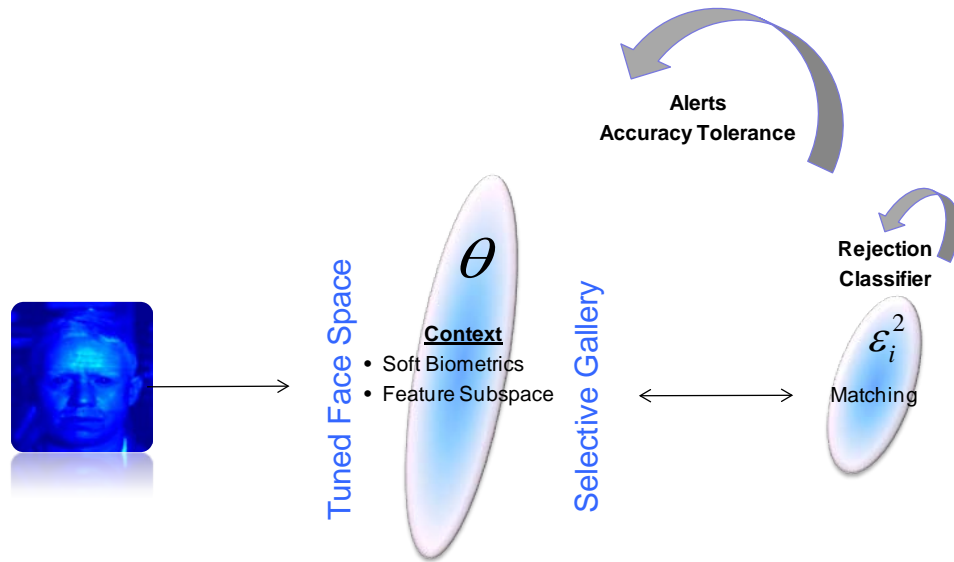 Alerts
Accuracy Tolerance
Rejection
Classifier
Tuned Face Space
θ
Context
• Soft Biometrics
• Feature Subspace
Selective Gallery
ε_i^2
Matching